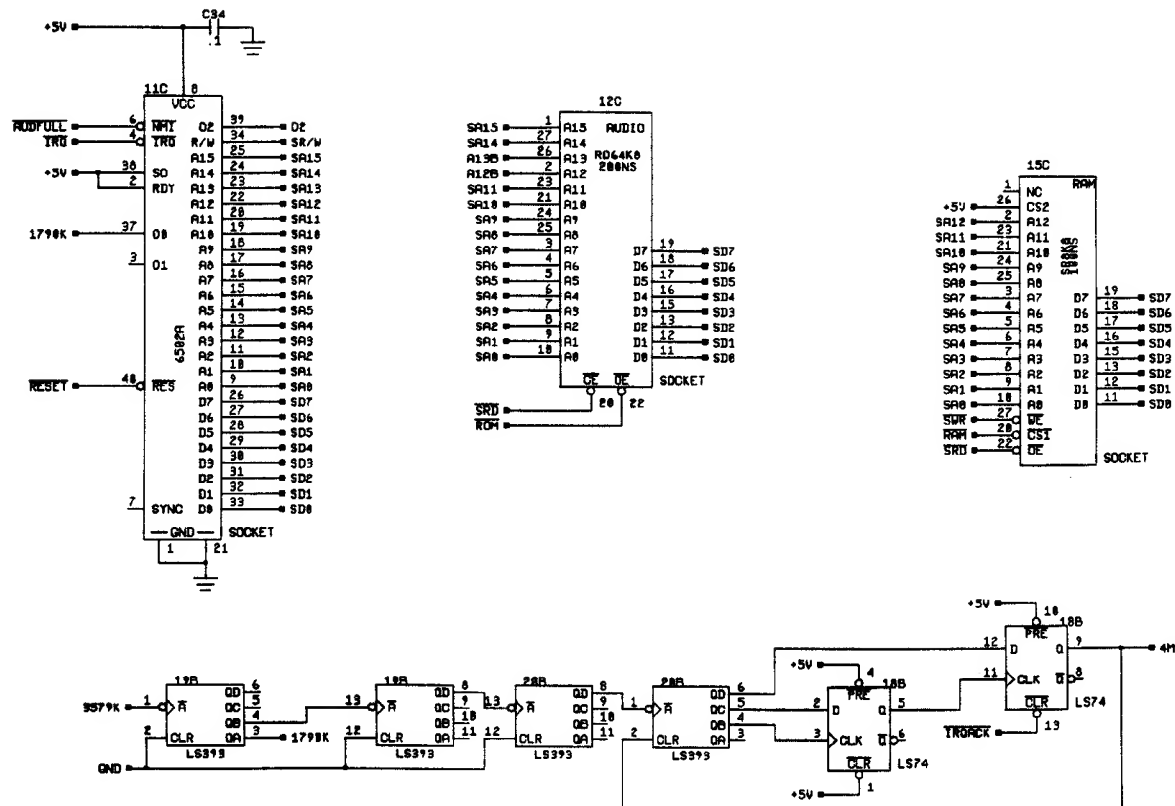 C34
+5V
.1
11C 8
VCC
AUDFULL 6 NMI O2 39 O2
IRQ 4 IRQ R/W 34 SR/W
A15 25 SA15
+5V 38 SO A14 24 SA14
2 RDY A13 23 SA13
A12 22 SA12
A11 20 SA11
1790K 37 O0 A10 19 SA10
A9 18 SA9
3 O1 A8 17 SA8
A7 16 SA7
A6 15 SA6
A5 14 SA5
A4 13 SA4
A3 12 SA3
A2 11 SA2
A1 10 SA1
RESET 40 RES A0 9 SA0
D7 26 SD7
D6 27 SD6
D5 28 SD5
D4 29 SD4
D3 30 SD3
D2 31 SD2
D1 32 SD1
7 SYNC D0 33 SD0
6502A
GND SOCKET
1 21
12C
SA15 1 A15 AUDIO
SA14 27 A14
A13B 26 A13 RO64K8
A12B 2 A12 200NS
SA11 23 A11
SA10 21 A10
SA9 24 A9
SA8 25 A8
SA7 3 A7 D7 19 SD7
SA6 4 A6 D6 18 SD6
SA5 5 A5 D5 17 SD5
SA4 6 A4 D4 16 SD4
SA3 7 A3 D3 15 SD3
SA2 8 A2 D2 13 SD2
SA1 9 A1 D1 12 SD1
SA0 10 A0 D0 11 SD0
CE OE SOCKET
SRD 20 22
ROM
15C
1 NC RAM
+5V 26 CS2
SA12 2 A12
SA11 23 A11
SA10 21 A10
SA9 24 A9
SA8 25 A8
SA7 3 A7 D7 19 SD7
SA6 4 A6 D6 18 SD6
SA5 5 A5 D5 17 SD5
SA4 6 A4 D4 16 SD4
SA3 7 A3 D3 15 SD3
SA2 8 A2 D2 13 SD2
SA1 9 A1 D1 12 SD1
SA0 10 A0 D0 11 SD0
SWR 27 WE
RAM 20 CS1
SRD 22 OE
SOCKET
SR8K8
3579K 1 A 19B QD 6
QC 5
QB 4
2 CLR QA 3 1790K
LS393
GND
13 A 19B QD 8
QC 9
QB 10
12 CLR QA 11
LS393
13 A 20B QD 8
QC 9
QB 10
12 CLR QA 11
LS393
1 A 20B QD 6
QC 5
QB 4
2 CLR QA 3
LS393
+5V 4 18B
PRE
2 D Q 5
3 CLK Q 6
CLR LS74
+5V 1
+5V 10 18B
PRE
12 D Q 9 4M
11 CLK Q 8
CLR LS74
IRQACK 13